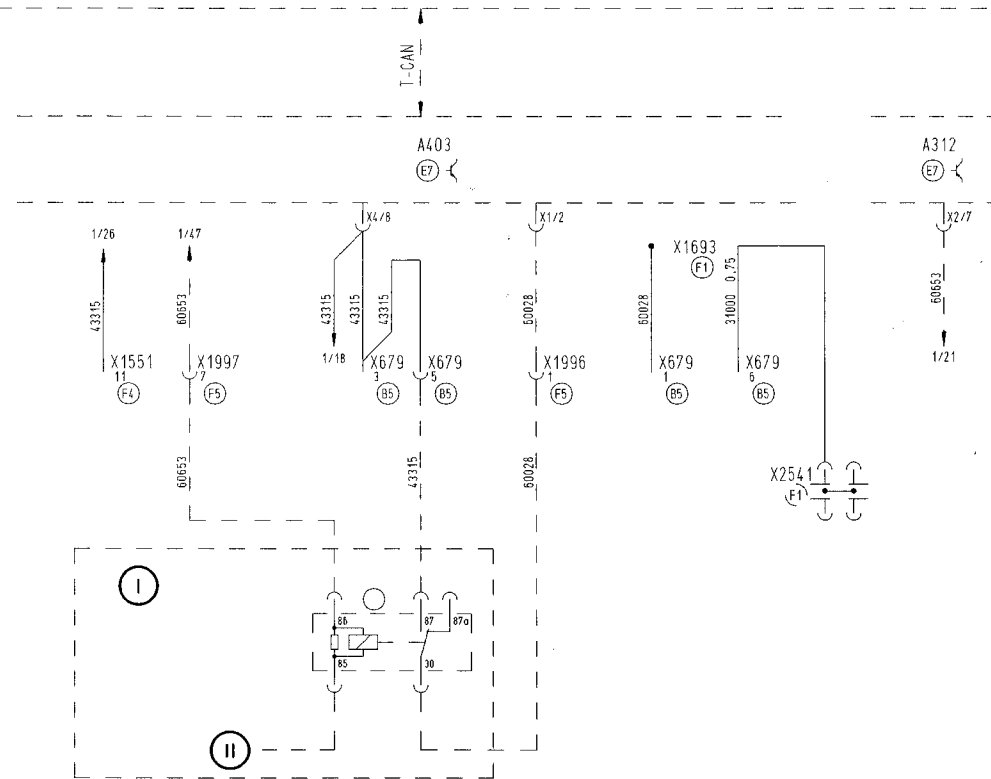 T-CAN
A403
E7
A312
E7
X4/8
X1/2
X2/7
1/26
1/47
43315
60653
43315
43315
43315
60028
60028
X1693
F1
31000 0.75
60653
1/18
1/21
X1551
11
F4
X1997
7
F5
X679
3
B5
X679
5
B5
X1996
1
F5
X679
1
B5
X679
6
B5
60653
43315
60028
X2541
F1
I
86
87
87a
85
30
II